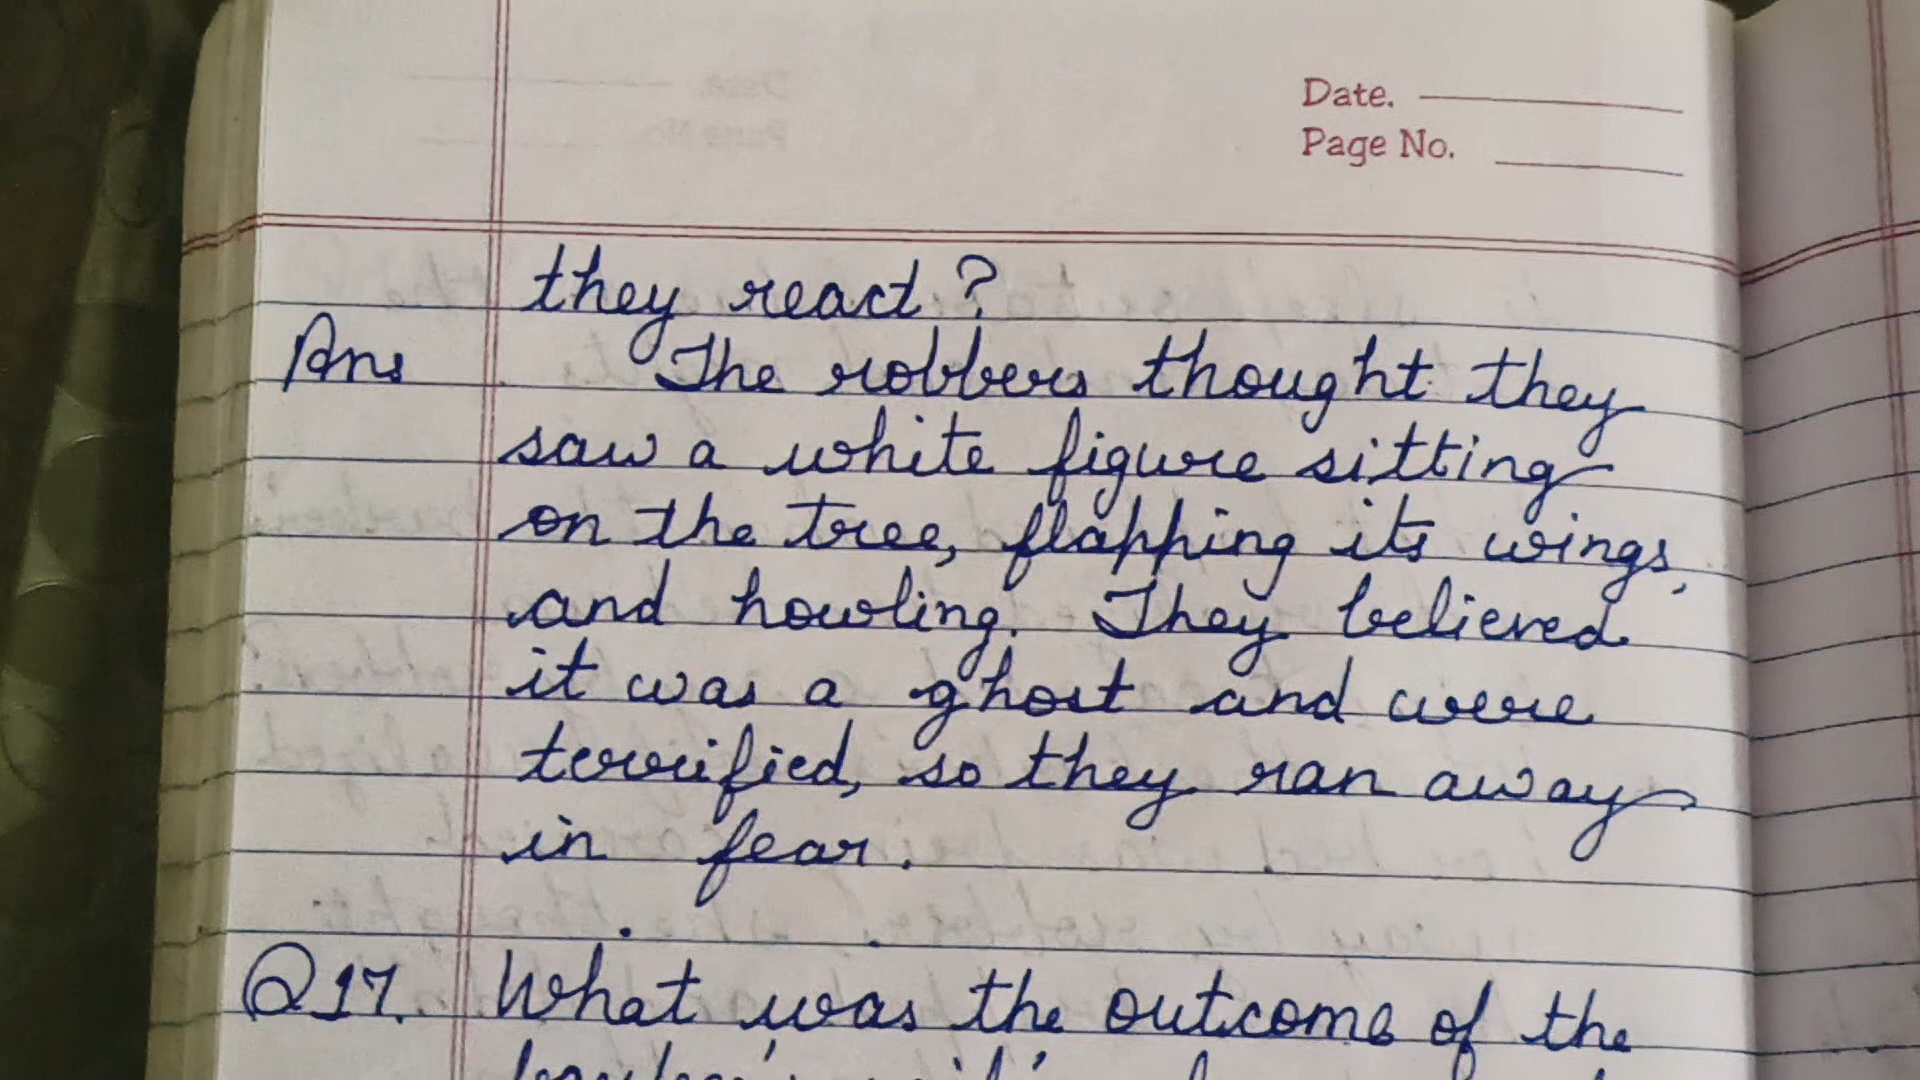 Date.
Page No.
they react?
Ans The robbers thought they
saw a white figure sitting
on the tree, flapping its wings,
and howling. They believed
it was a ghost and were
terrified, so they ran away
in fear.
Q17. What was the outcome of the